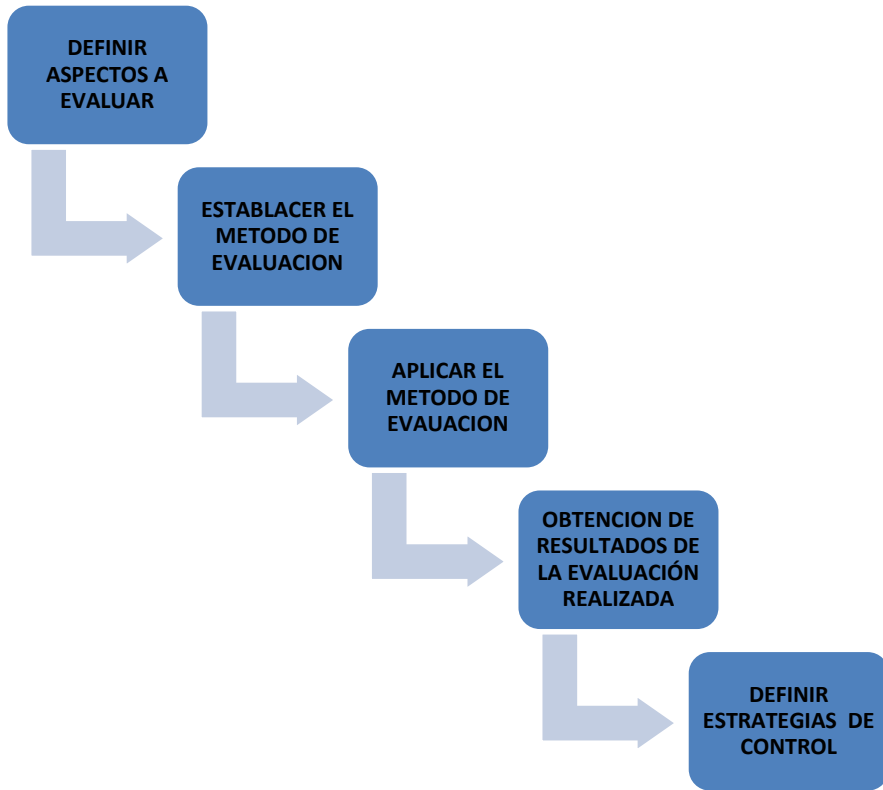 DEFINIR
ASPECTOS A
EVALUAR
ESTABLACER EL
METODO DE
EVALUACION
APLICAR EL
METODO DE
EVAUACION
OBTENCION DE
RESULTADOS DE
LA EVALUACIÓN
REALIZADA
DEFINIR
ESTRATEGIAS DE
CONTROL